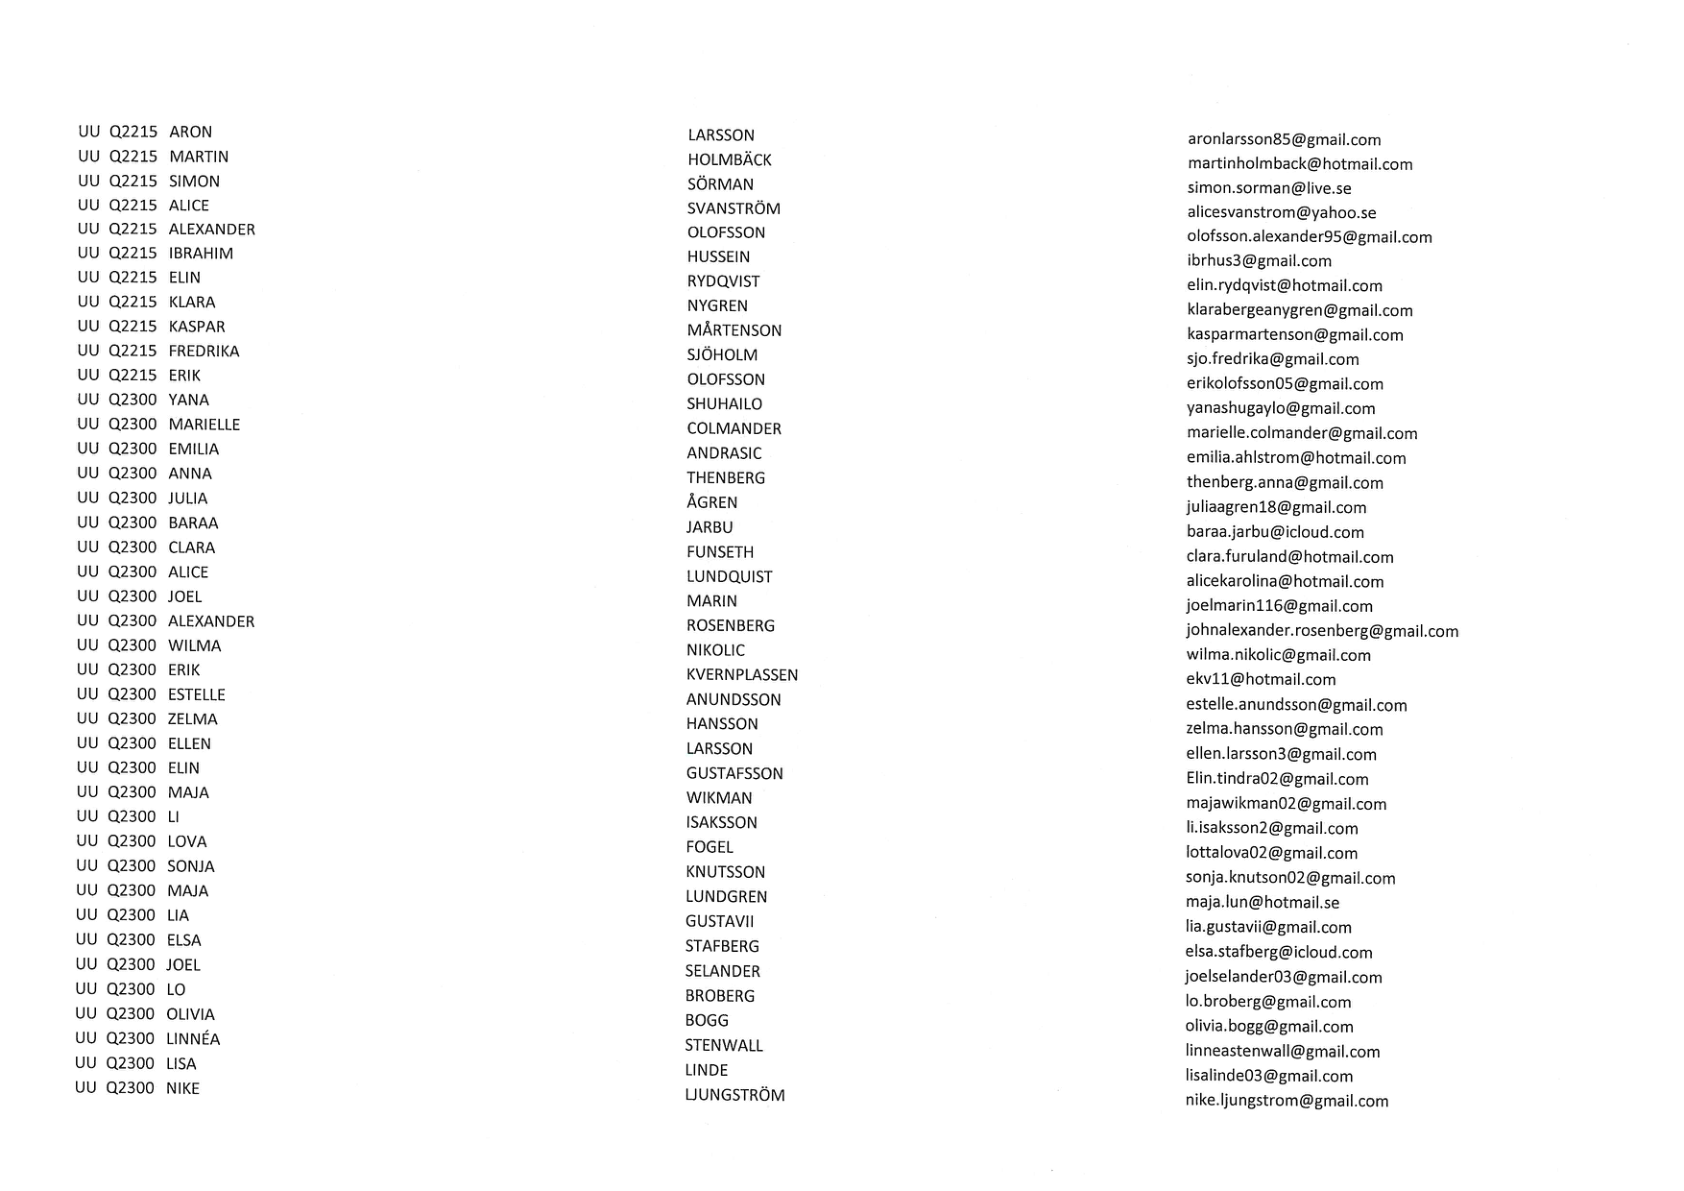 UU Q2215 ARON LARSSON aronlarsson85@gmail.com
UU Q2215 MARTIN HOLMBÄCK martinholmback@hotmail.com
UU Q2215 SIMON SÖRMAN simon.sorman@live.se
UU Q2215 ALICE SVANSTRÖM alicesvanstrom@yahoo.se
UU Q2215 ALEXANDER OLOFSSON olofsson.alexander95@gmail.com
UU Q2215 IBRAHIM HUSSEIN ibrhus3@gmail.com
UU Q2215 ELIN RYDQVIST elin.rydqvist@hotmail.com
UU Q2215 KLARA NYGREN klarabergeanygren@gmail.com
UU Q2215 KASPAR MÅRTENSON kasparmartenson@gmail.com
UU Q2215 FREDRIKA SJÖHOLM sjo.fredrika@gmail.com
UU Q2215 ERIK OLOFSSON erikolofsson05@gmail.com
UU Q2300 YANA SHUHAILO yanashugaylo@gmail.com
UU Q2300 MARIELLE COLMANDER marielle.colmander@gmail.com
UU Q2300 EMILIA ANDRASIC emilia.ahlstrom@hotmail.com
UU Q2300 ANNA THENBERG thenberg.anna@gmail.com
UU Q2300 JULIA ÅGREN juliaagren18@gmail.com
UU Q2300 BARAA JARBU baraa.jarbu@icloud.com
UU Q2300 CLARA FUNSETH clara.furuland@hotmail.com
UU Q2300 ALICE LUNDQUIST alicekarolina@hotmail.com
UU Q2300 JOEL MARIN joelmarin116@gmail.com
UU Q2300 ALEXANDER ROSENBERG johnalexander.rosenberg@gmail.com
UU Q2300 WILMA NIKOLIC wilma.nikolic@gmail.com
UU Q2300 ERIK KVERNPLASSEN ekv11@hotmail.com
UU Q2300 ESTELLE ANUNDSSON estelle.anundsson@gmail.com
UU Q2300 ZELMA HANSSON zelma.hansson@gmail.com
UU Q2300 ELLEN LARSSON ellen.larsson3@gmail.com
UU Q2300 ELIN GUSTAFSSON Elin.tindra02@gmail.com
UU Q2300 MAJA WIKMAN majawikman02@gmail.com
UU Q2300 LI ISAKSSON li.isaksson2@gmail.com
UU Q2300 LOVA FOGEL lottalova02@gmail.com
UU Q2300 SONJA KNUTSSON sonja.knutson02@gmail.com
UU Q2300 MAJA LUNDGREN maja.lun@hotmail.se
UU Q2300 LIA GUSTAVII lia.gustavii@gmail.com
UU Q2300 ELSA STAFBERG elsa.stafberg@icloud.com
UU Q2300 JOEL SELANDER joelselander03@gmail.com
UU Q2300 LO BROBERG lo.broberg@gmail.com
UU Q2300 OLIVIA BOGG olivia.bogg@gmail.com
UU Q2300 LINNÉA STENWALL linneastenwall@gmail.com
UU Q2300 LISA LINDE lisalinde03@gmail.com
UU Q2300 NIKE LJUNGSTRÖM nike.ljungstrom@gmail.com